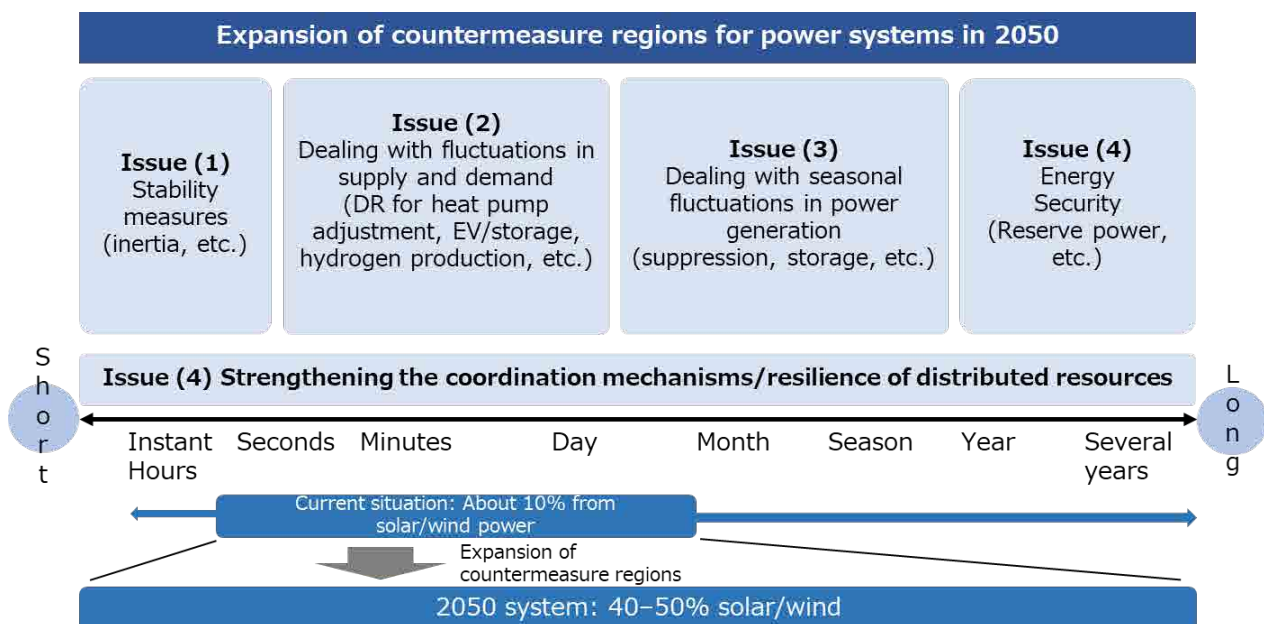 Expansion of countermeasure regions for power systems in 2050
Issue (1)
Stability
measures
(inertia, etc.)
Issue (2)
Dealing with fluctuations in
supply and demand
(DR for heat pump
adjustment, EV/storage,
hydrogen production, etc.)
Issue (3)
Dealing with seasonal
fluctuations in power
generation
(suppression, storage, etc.)
Issue (4)
Energy
Security
(Reserve power,
etc.)
Short
Issue (4) Strengthening the coordination mechanisms/resilience of distributed resources
Long
Instant Seconds Minutes Day Month Season Year Several
Hours years
Current situation: About 10% from
solar/wind power
Expansion of
countermeasure regions
2050 system: 40–50% solar/wind